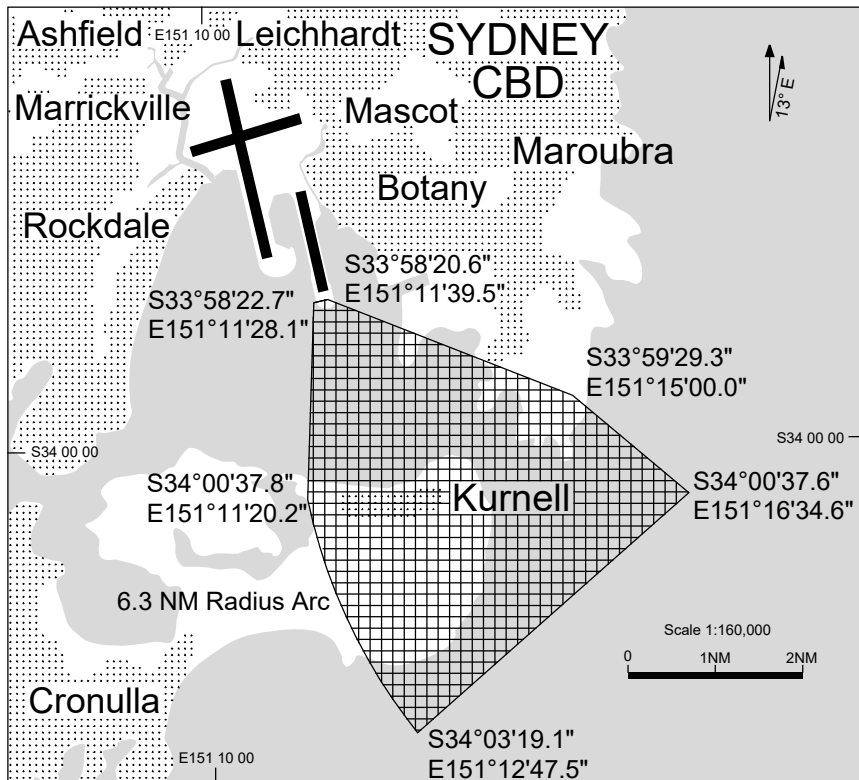 Ashfield
E151 10 00
Leichhardt
SYDNEY
CBD
Marrickville
Mascot
13° E
Maroubra
Botany
Rockdale
S33°58'20.6"
E151°11'39.5"
S33°58'22.7"
E151°11'28.1"
S33°59'29.3"
E151°15'00.0"
S34 00 00
S34 00 00
S34°00'37.8"
E151°11'20.2"
Kurnell
S34°00'37.6"
E151°16'34.6"
6.3 NM Radius Arc
Scale 1:160,000
0 1NM 2NM
Cronulla
S34°03'19.1"
E151°12'47.5"
E151 10 00